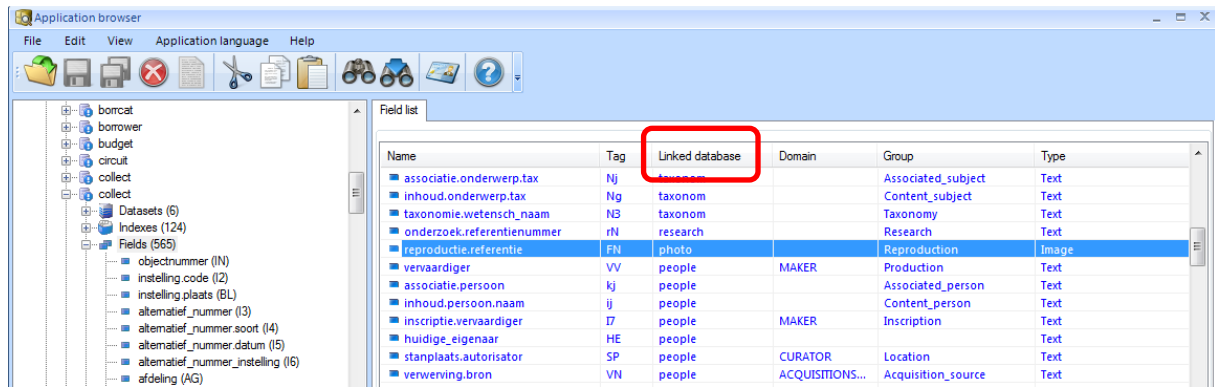 Application browser
File Edit View Application language Help
borrcat
borrower
budget
circuit
collect
collect
Datasets (6)
Indexes (124)
Fields (565)
objectnummer (IN)
instelling.code (I2)
instelling.plaats (BL)
alternatief_nummer (I3)
alternatief_nummer.soort (I4)
alternatief_nummer.datum (I5)
alternatief_nummer_instelling (I6)
afdeling (AG)
Field list
Name Tag Linked database Domain Group Type
associatie.onderwerp.tax Nj taxonom Associated_subject Text
inhoud.onderwerp.tax Ng taxonom Content_subject Text
taxonomie.wetensch_naam N3 taxonom Taxonomy Text
onderzoek.referentienummer rN research Research Text
reproductie.referentie FN photo Reproduction Image
vervaardiger VV people MAKER Production Text
associatie.persoon kj people Associated_person Text
inhoud.persoon.naam ij people Content_person Text
inscriptie.vervaardiger I7 people MAKER Inscription Text
huidige_eigenaar HE people Text
stanplaats.autorisator SP people CURATOR Location Text
verwerving.bron VN people ACQUISITIONS... Acquisition_source Text